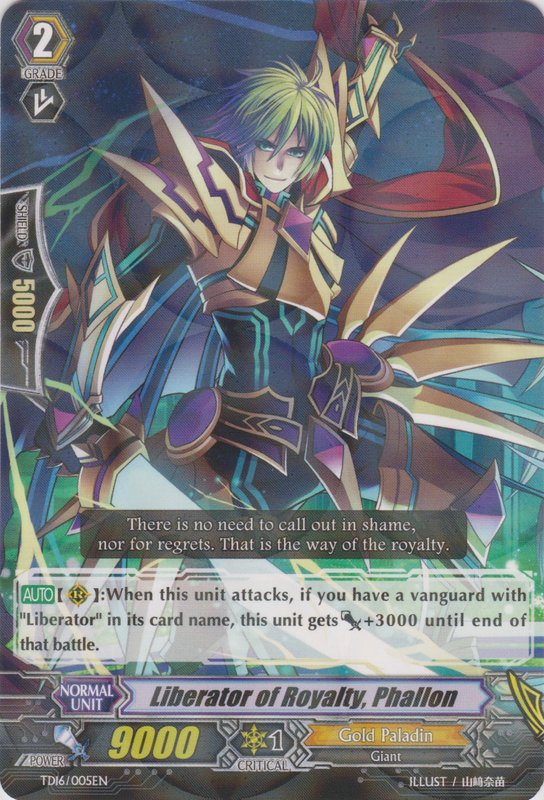 2
GRADE
SHIELD
5000
There is no need to call out in shame,
nor for regrets. That is the way of the royalty.
AUTO【 R 】:When this unit attacks, if you have a vanguard with
"Liberator" in its card name, this unit gets +3000 until end of
that battle.
NORMAL
UNIT
Liberator of Royalty, Phallon
POWER
9000
1
CRITICAL
Gold Paladin
Giant
TD16/005EN
ILLUST / 山﨑奈苗